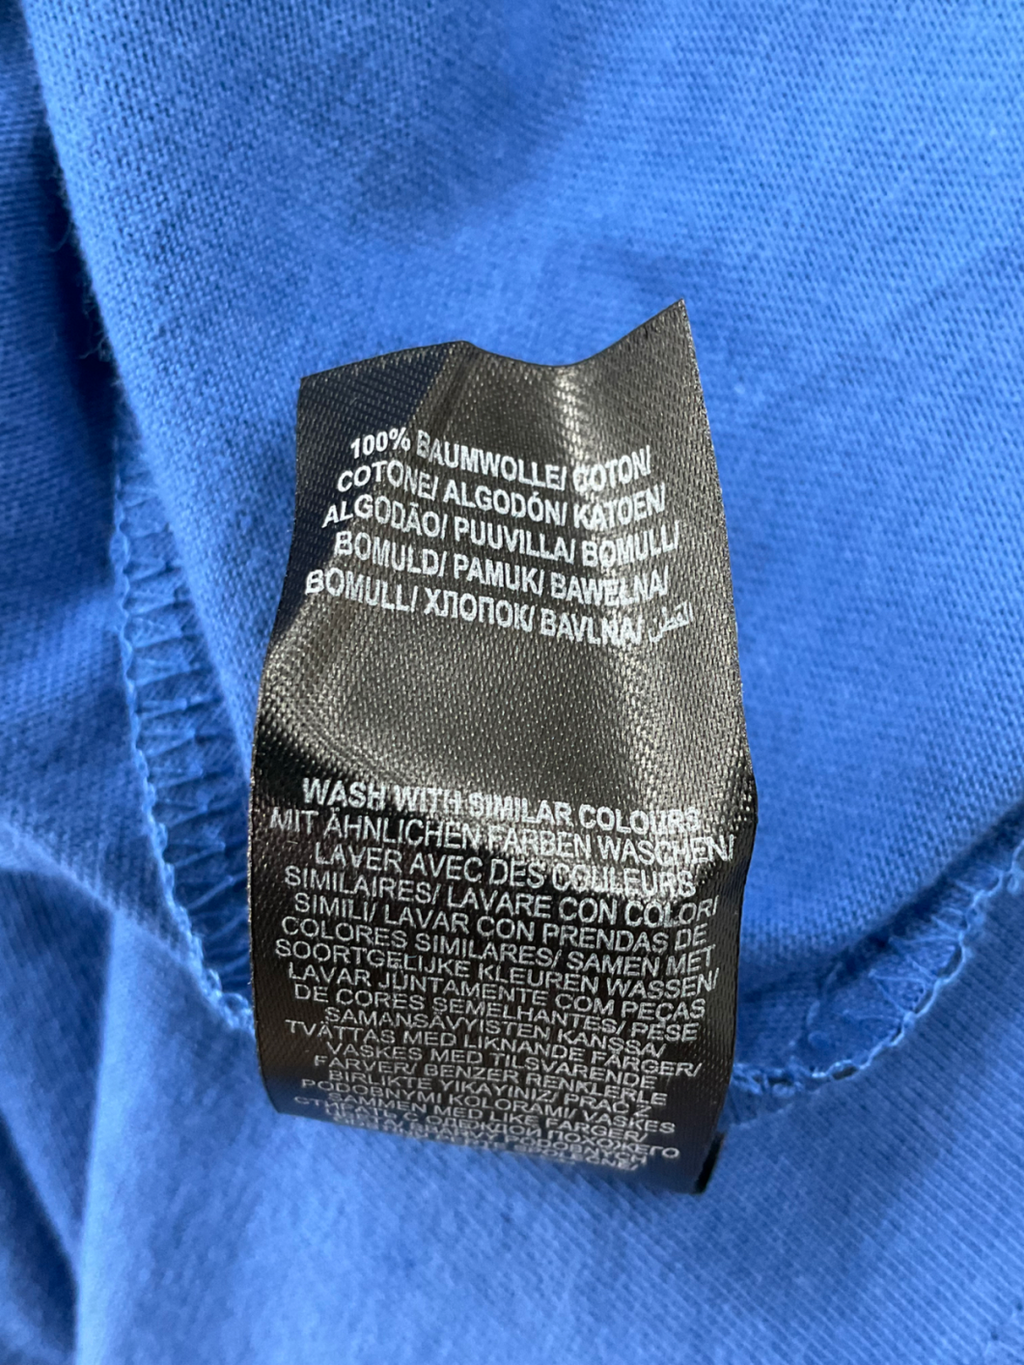 100% BAUMWOLLE/ COTON/
COTONE/ ALGODÓN/ KATOEN/
ALGODÃO/ PUUVILLA/ BOMULL/
BOMULD/ PAMUK/ BAWEŁNA/
BOMULL/ ХЛОПОК/ BAVLNA/ القطن
WASH WITH SIMILAR COLOURS
MIT ÄHNLICHEN FARBEN WASCHEN/
LAVER AVEC DES COULEURS
SIMILAIRES/ LAVARE CON COLORI
SIMILI/ LAVAR CON PRENDAS DE
COLORES SIMILARES/ SAMEN MET
SOORTGELIJKE KLEUREN WASSEN/
LAVAR JUNTAMENTE COM PEÇAS
DE CORES SEMELHANTES/ PESE
SAMANSÄVYISTEN KANSSA/
TVÄTTAS MED LIKNANDE FÄRGER/
VASKES MED TILSVARENDE
FARVER/ BENZER RENKLERLE
BIRLIKTE YIKAYINIZ/ PRAĆ Z
PODOBNYMI KOLORAMI/ VASKES
SAMMEN MED LIKE FARGER/
ПОХОЖЕГО